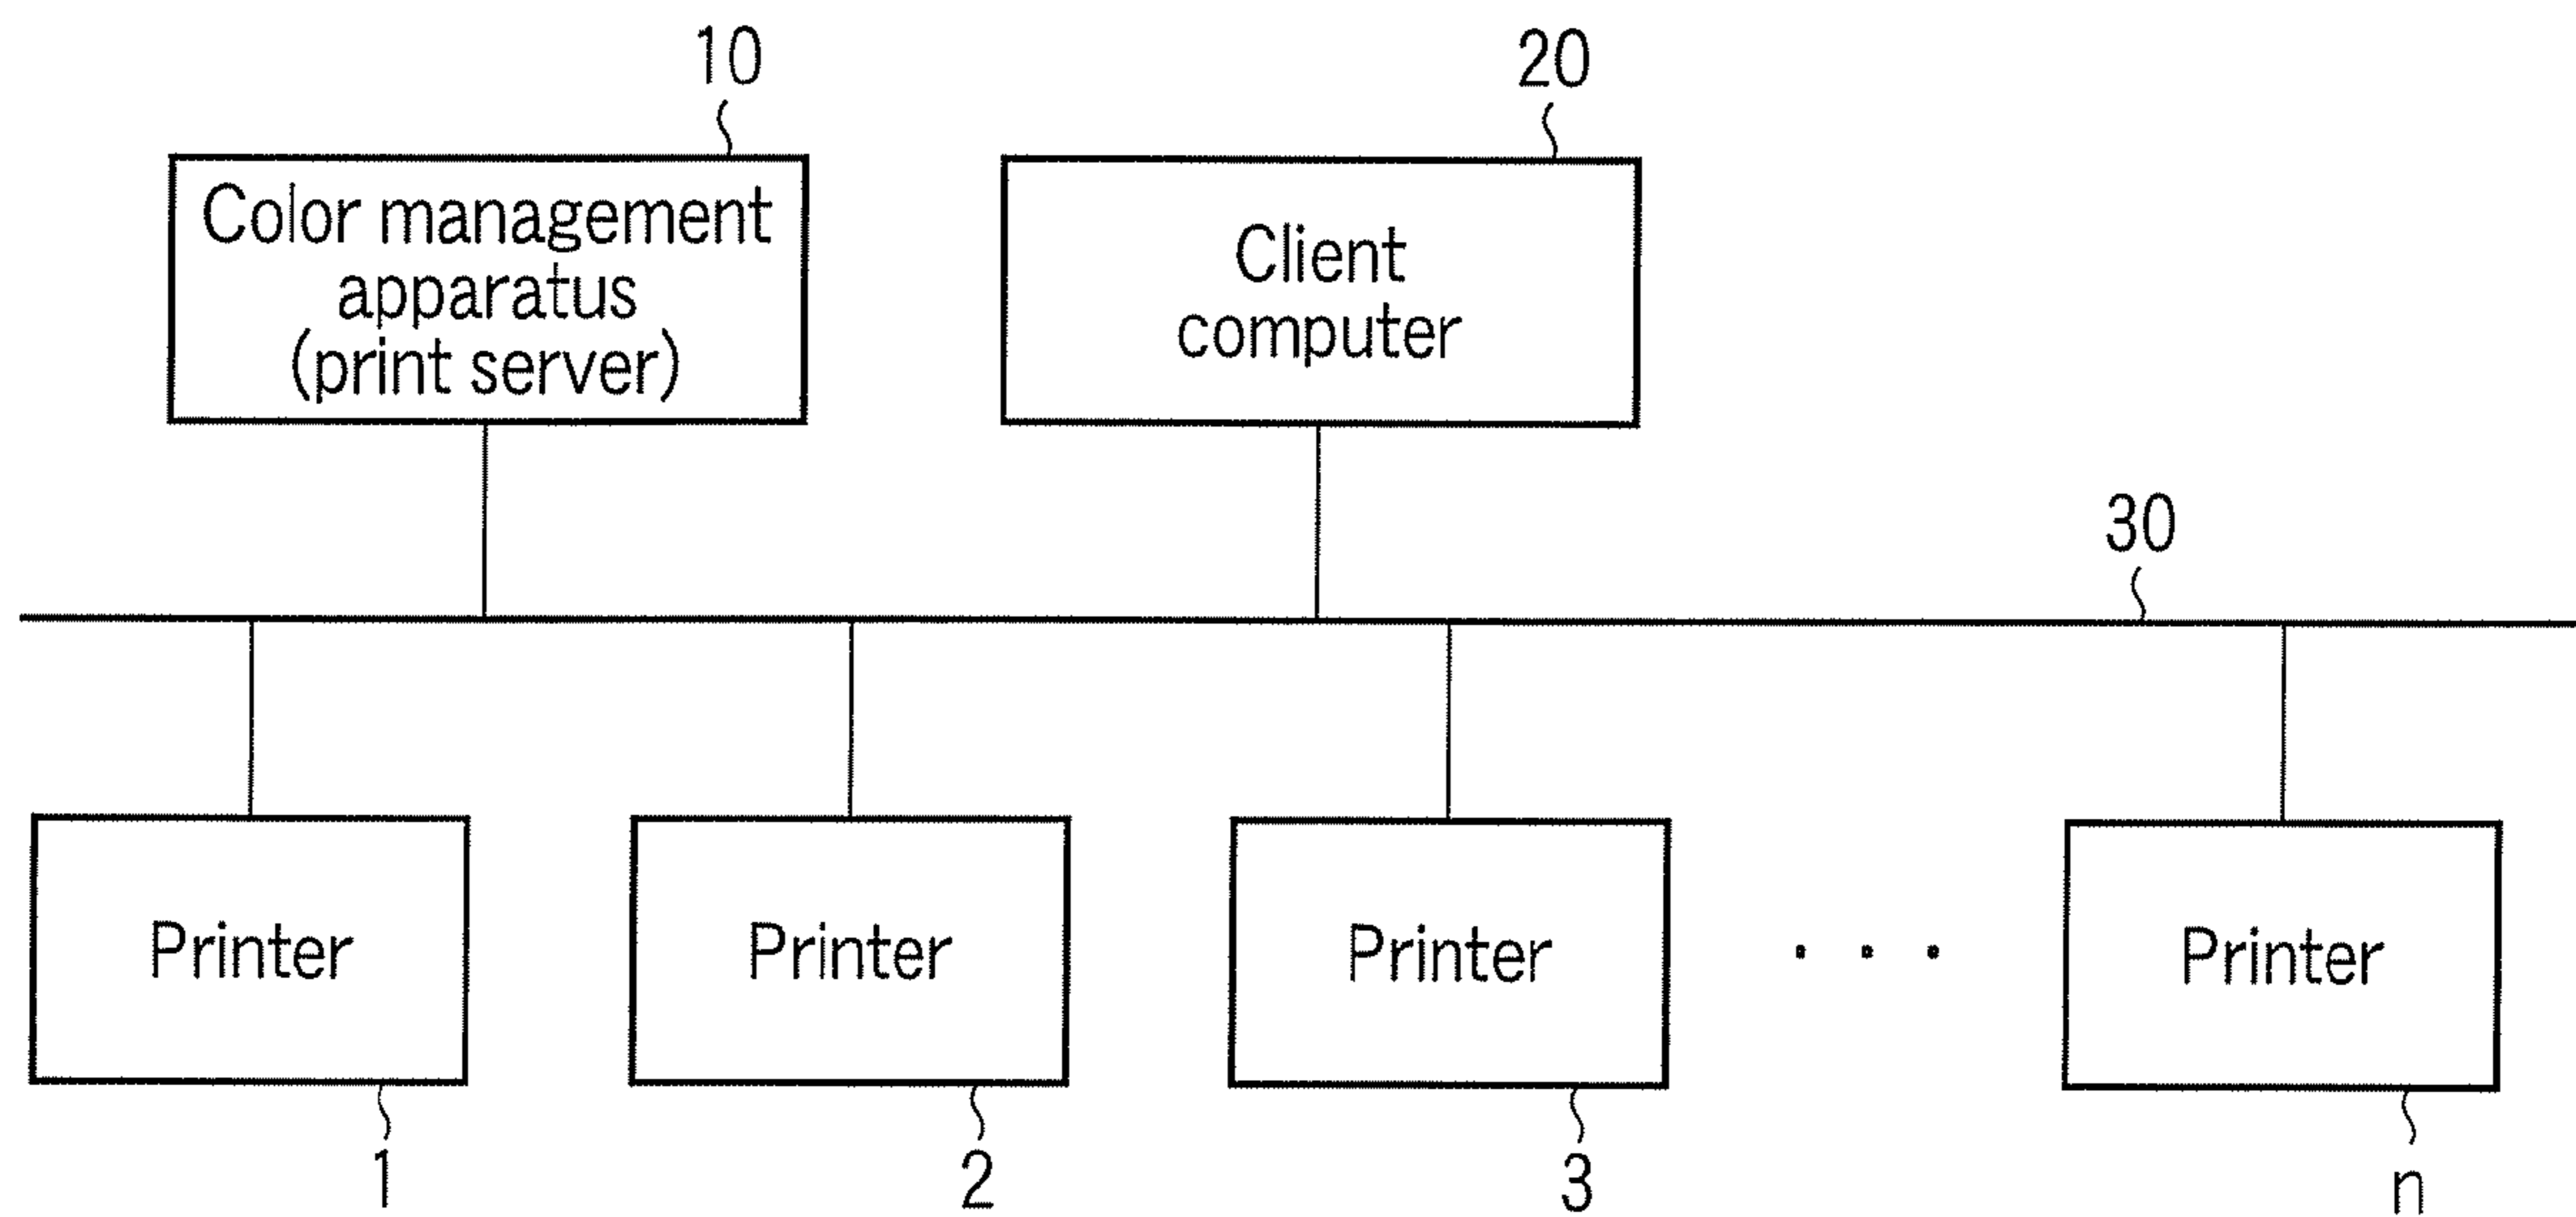 10
20
Color management
apparatus
(print server)
Client
computer
30
Printer
Printer
Printer
. . .
Printer
1
2
3
n